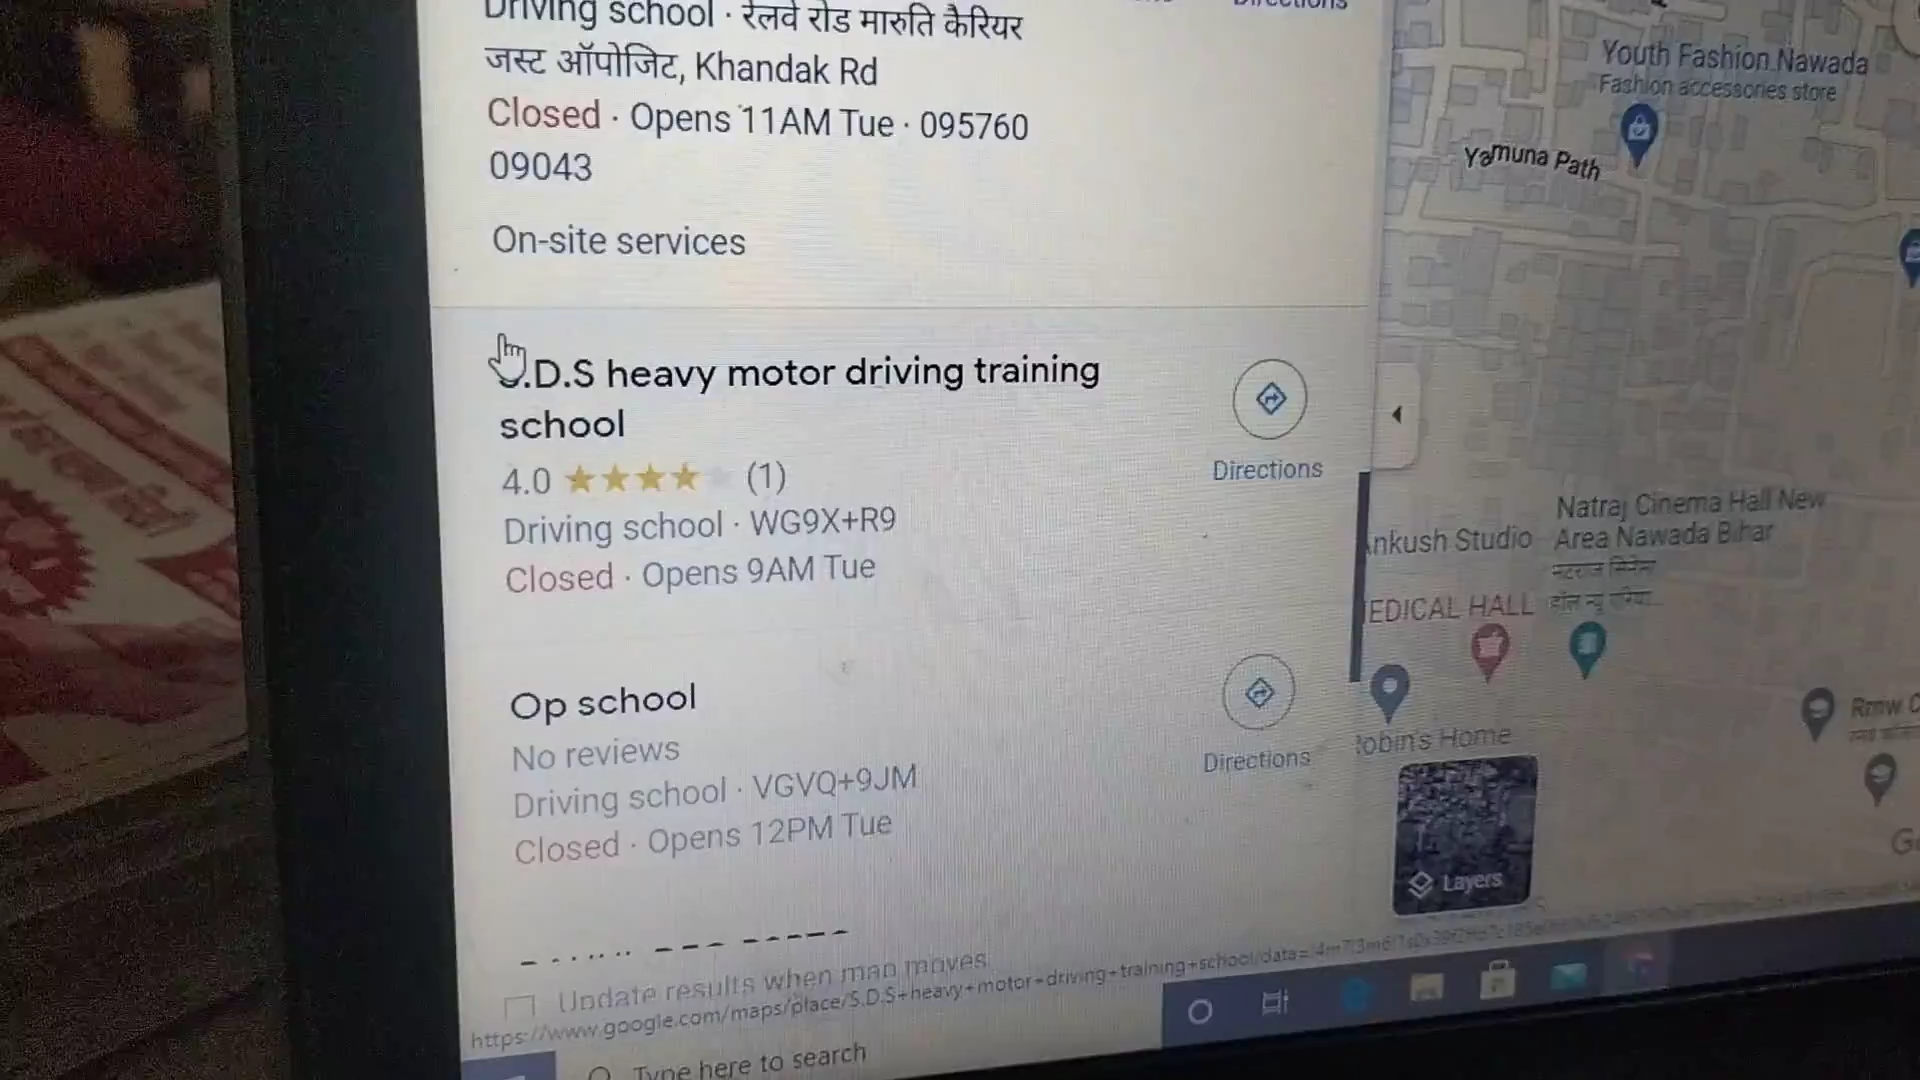 Driving school · रेलवे रोड मारुति कैरियर
जस्ट ऑपोजिट, Khandak Rd
Closed · Opens 11AM Tue · 095760
09043
On-site services
.D.S heavy motor driving training
school
4.0 (1)
Driving school · WG9X+R9
Closed · Opens 9AM Tue
Directions
Op school
No reviews
Driving school · VGVQ+9JM
Closed · Opens 12PM Tue
Directions
Update results when map moves
https://www.google.com/maps/place/S.D.S+heavy+motor+driving+training+school/data=
Type here to search
Directions
Youth Fashion Nawada
Fashion accessories store
Yamuna Path
Natraj Cinema Hall New
Area Nawada Bihar
nkush Studio
EDICAL HALL
obin's Home
Layers